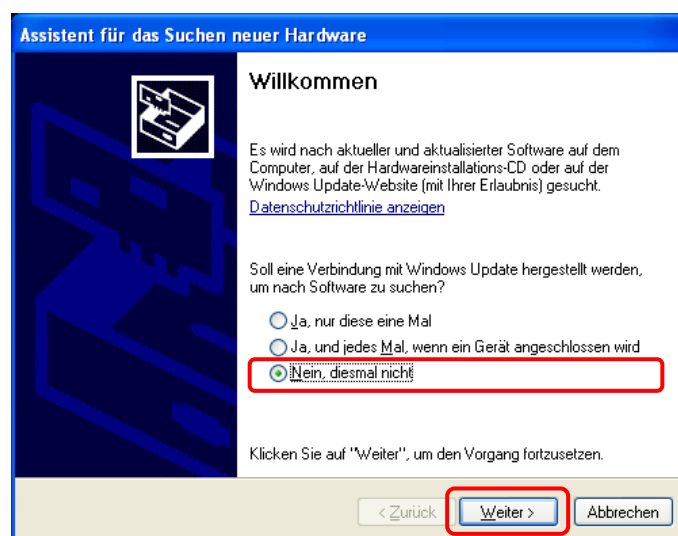 Assistent für das Suchen neuer Hardware
Willkommen
Es wird nach aktueller und aktualisierter Software auf dem
Computer, auf der Hardwareinstallations-CD oder auf der
Windows Update-Website (mit Ihrer Erlaubnis) gesucht.
Datenschutzrichtlinie anzeigen
Soll eine Verbindung mit Windows Update hergestellt werden,
um nach Software zu suchen?
Ja, nur diese eine Mal
Ja, und jedes Mal, wenn ein Gerät angeschlossen wird
Nein, diesmal nicht
Klicken Sie auf "Weiter", um den Vorgang fortzusetzen.
< Zurück Weiter > Abbrechen